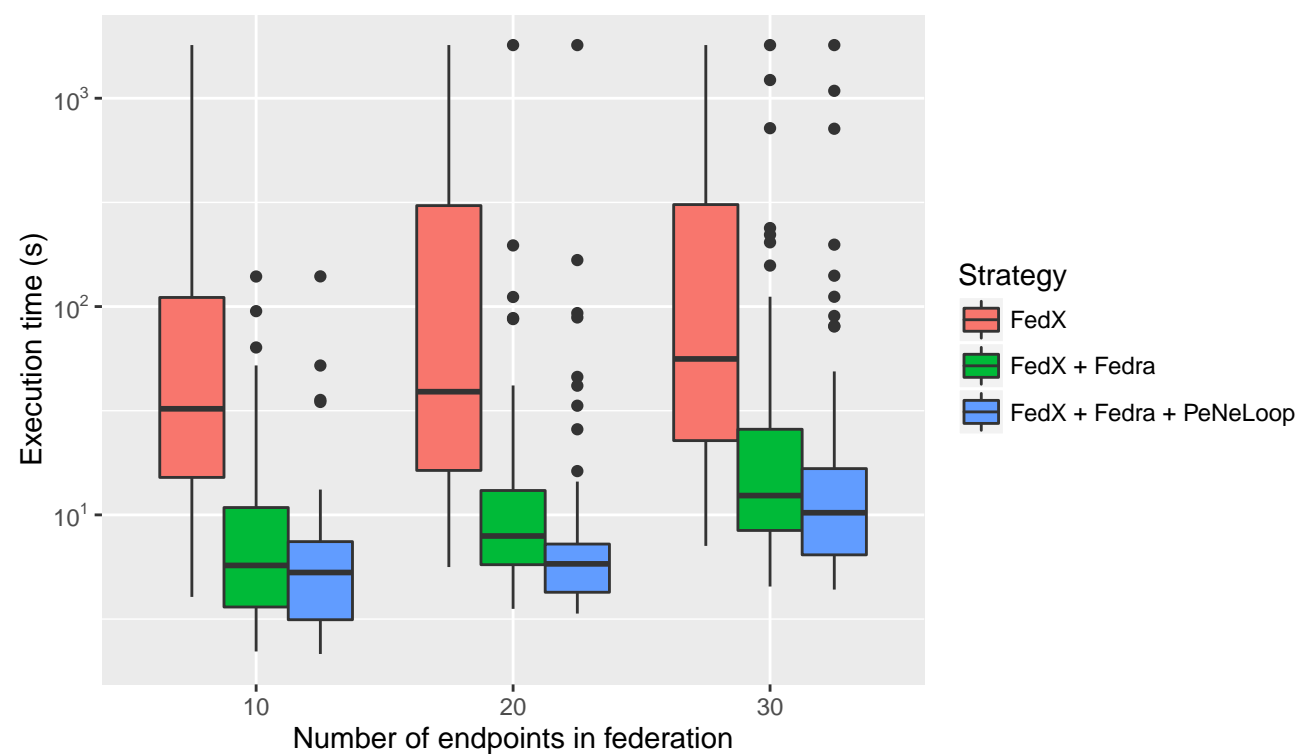 Execution time (s)
10³
10²
10¹
10
20
30
Number of endpoints in federation
Strategy
FedX
FedX + Fedra
FedX + Fedra + PeNeLoop